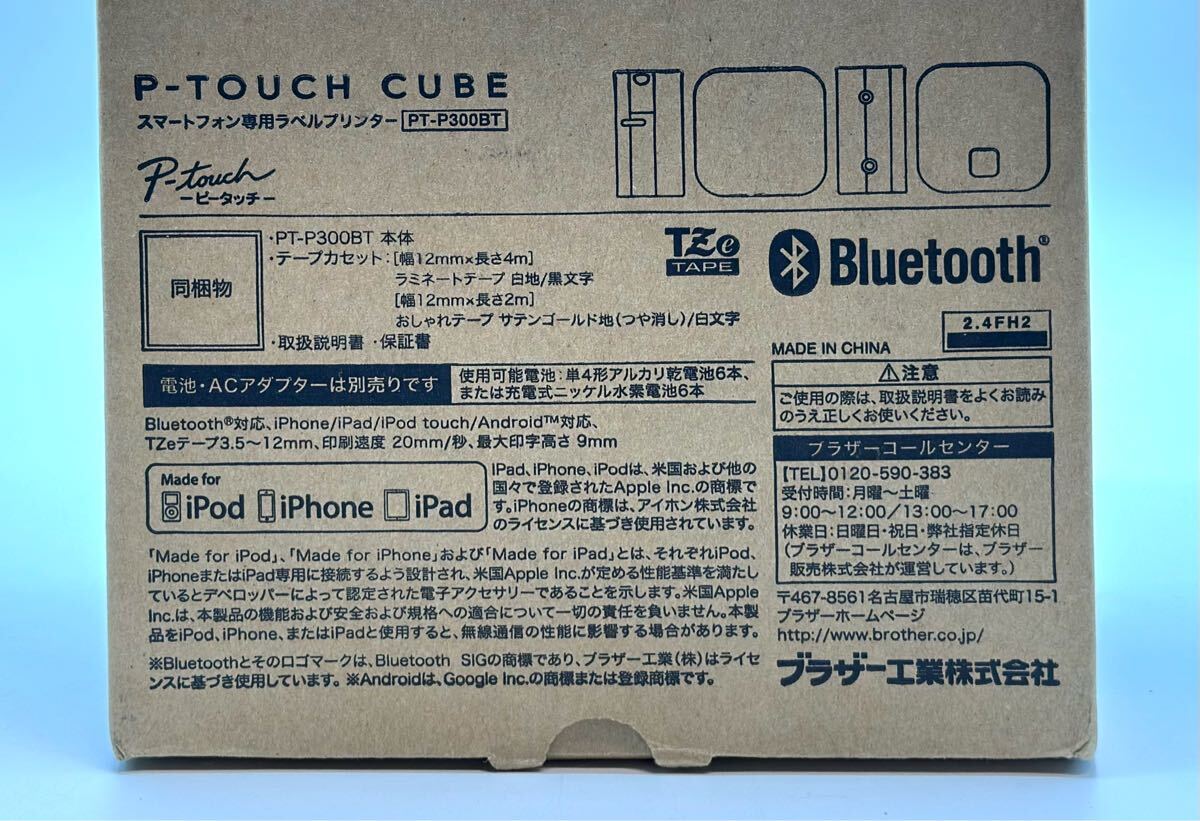 P-TOUCH CUBE
スマートフォン専用ラベルプリンター PT-P300BT
P-touch
-ピータッチ-
同梱物
・PT-P300BT 本体
・テープカセット:[幅12mm×長さ4m]
ラミネートテープ 白地/黒文字
[幅12mm×長さ2m]
おしゃれテープ サテンゴールド地(つや消し)/白文字
・取扱説明書 ・保証書
TZe
TAPE
Bluetooth®
2.4FH2
電池・ACアダプターは別売りです
使用可能電池:単4形アルカリ乾電池6本、
または充電式ニッケル水素電池6本
Bluetooth®対応、iPhone/iPad/iPod touch/Android™対応、
TZeテープ3.5~12mm、印刷速度 20mm/秒、最大印字高さ 9mm
Made for
iPod iPhone iPad
iPad、iPhone、iPodは、米国および他の
国々で登録されたApple Inc.の商標で
す。iPhoneの商標は、アイホン株式会社
のライセンスに基づき使用されています。
「Made for iPod」、「Made for iPhone」および「Made for iPad」とは、それぞれiPod、
iPhoneまたはiPad専用に接続するよう設計され、米国Apple Inc.が定める性能基準を満たし
ているとデベロッパーによって認定された電子アクセサリーであることを示します。米国Apple
Inc.は、本製品の機能および安全および規格への適合について一切の責任を負いません。本製
品をiPod、iPhone、またはiPadと使用すると、無線通信の性能に影響する場合があります。
※Bluetoothとそのロゴマークは、Bluetooth SIGの商標であり、ブラザー工業(株)はライセ
ンスに基づき使用しています。 ※Androidは、Google Inc.の商標または登録商標です。
MADE IN CHINA
⚠注意
ご使用の際は、取扱説明書をよくお読み
のうえ正しくお使いください。
ブラザーコールセンター
【TEL】0120-590-383
受付時間:月曜~土曜
9:00~12:00/13:00~17:00
休業日:日曜日・祝日・弊社指定休日
(ブラザーコールセンターは、ブラザー
販売株式会社が運営しています。)
〒467-8561名古屋市瑞穂区苗代町15-1
ブラザーホームページ
http://www.brother.co.jp/
ブラザー工業株式会社